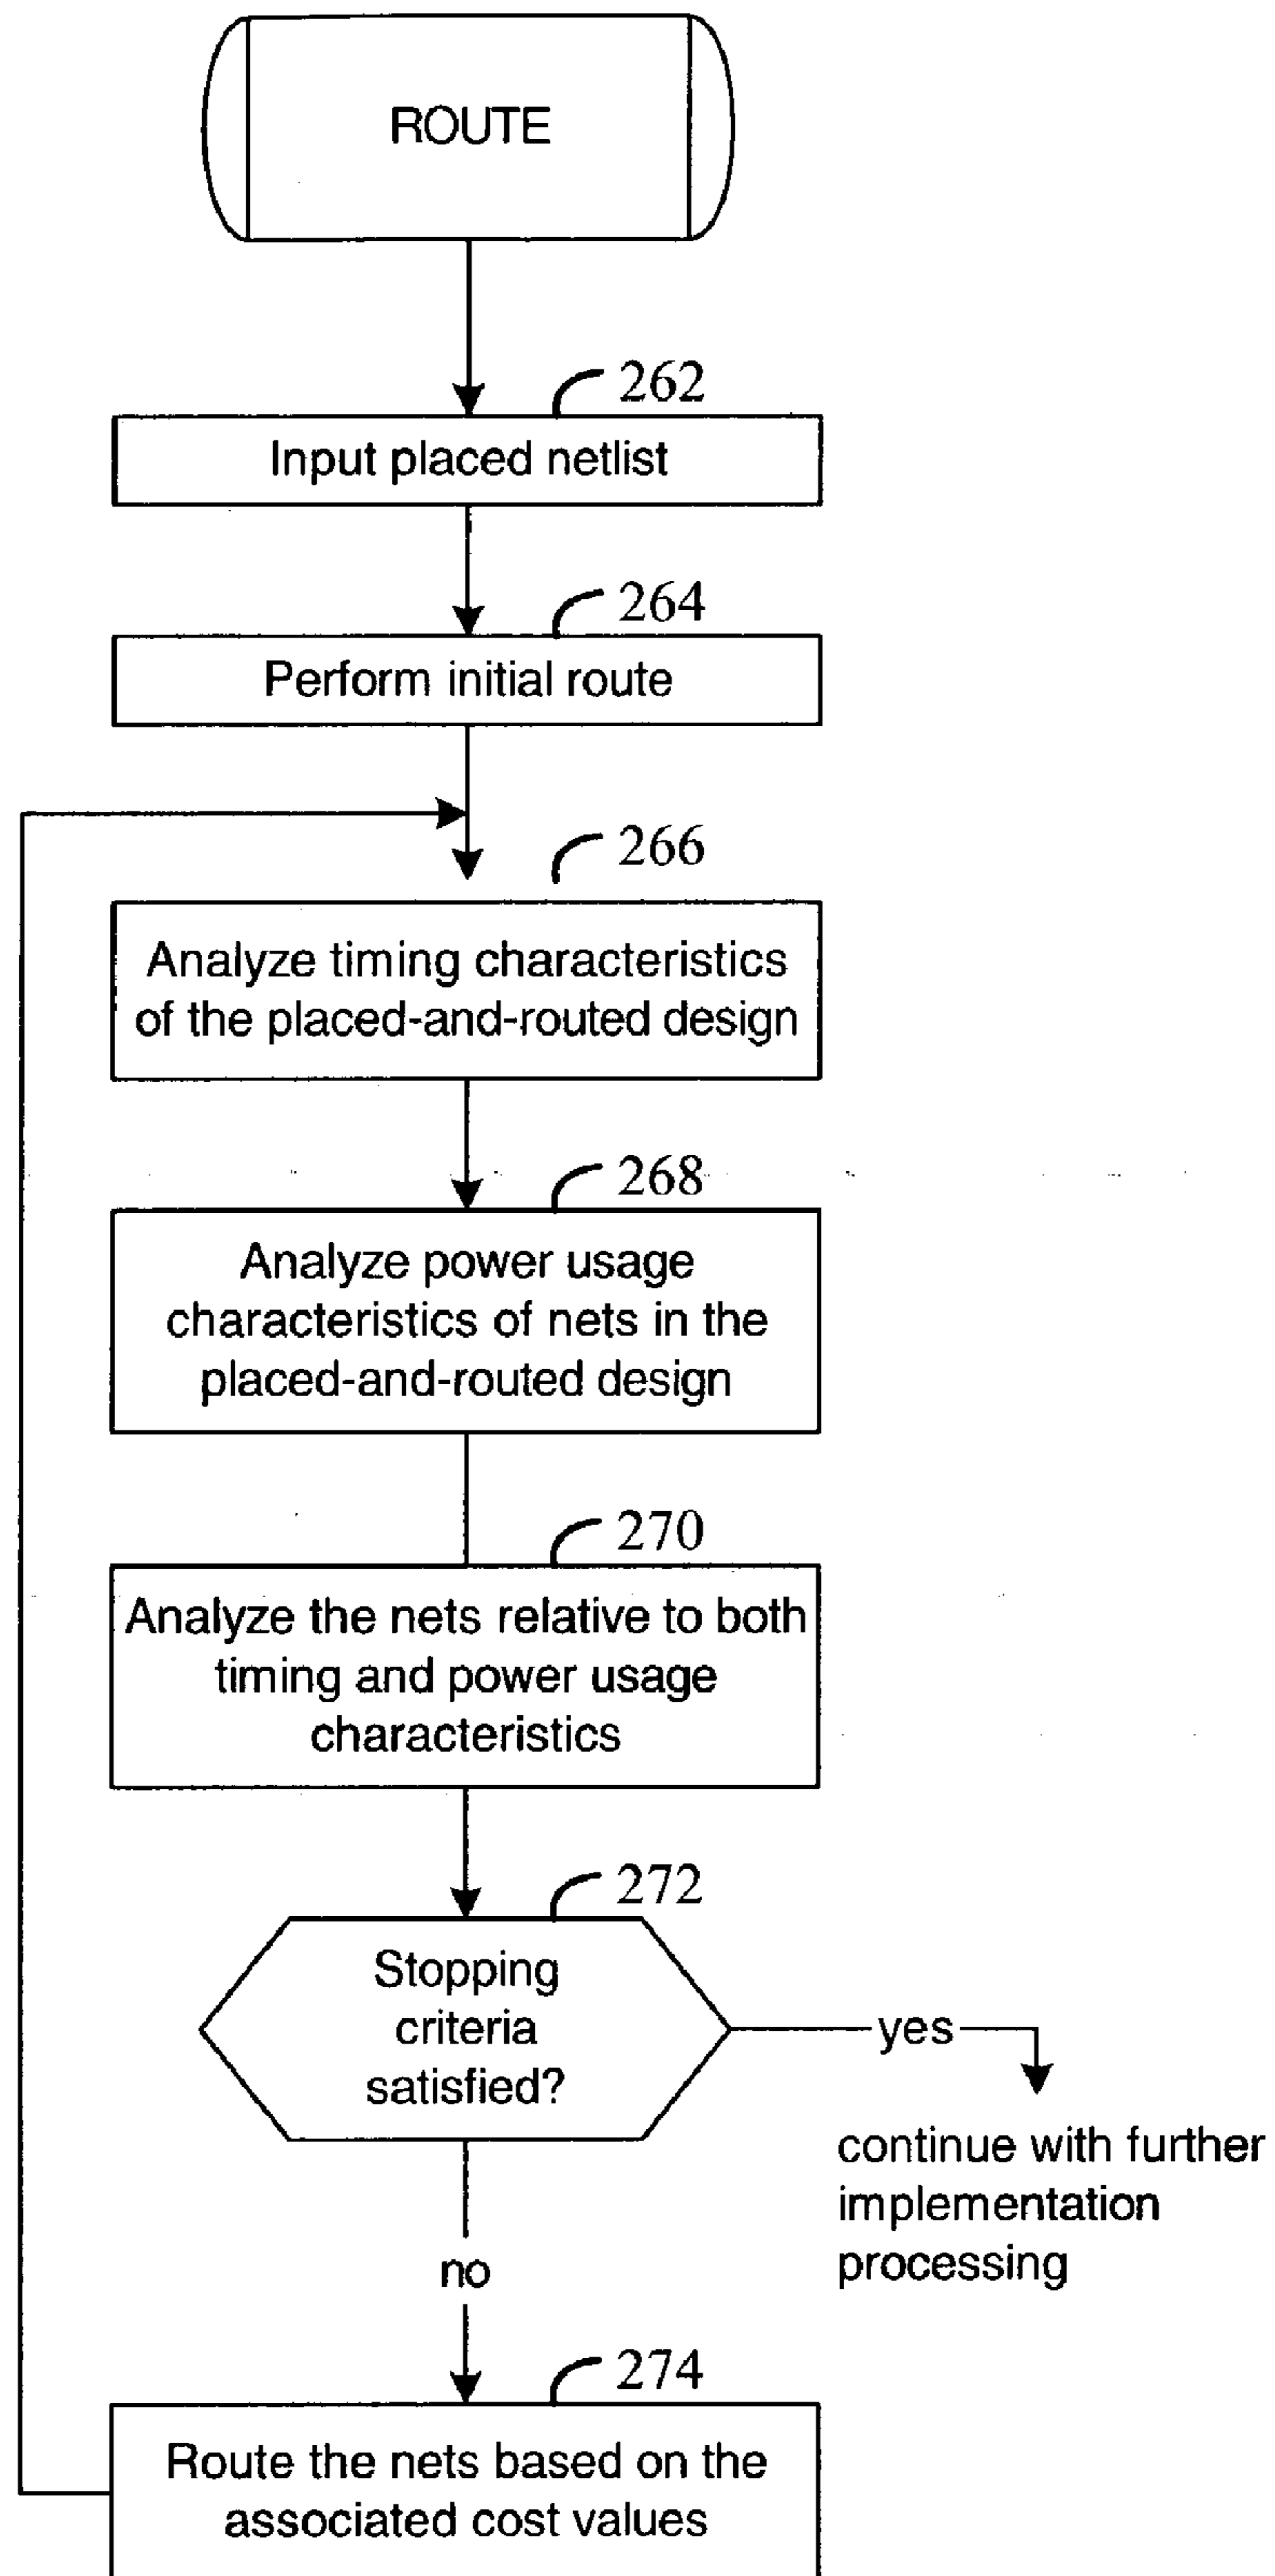 ROUTE
262
Input placed netlist
264
Perform initial route
266
Analyze timing characteristics
of the placed-and-routed design
268
Analyze power usage
characteristics of nets in the
placed-and-routed design
270
Analyze the nets relative to both
timing and power usage
characteristics
272
Stopping
criteria
satisfied?
yes
continue with further
implementation
processing
no
274
Route the nets based on the
associated cost values